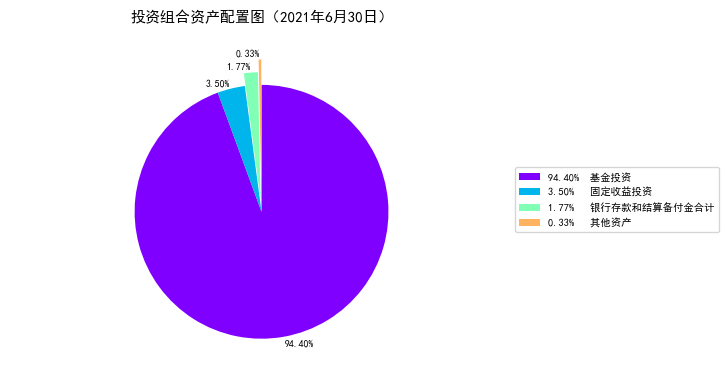 投资组合资产配置图（2021年6月30日）
0.33%
1.77%
3.50%
94.40%
94.40% 基金投资
3.50% 固定收益投资
1.77% 银行存款和结算备付金合计
0.33% 其他资产